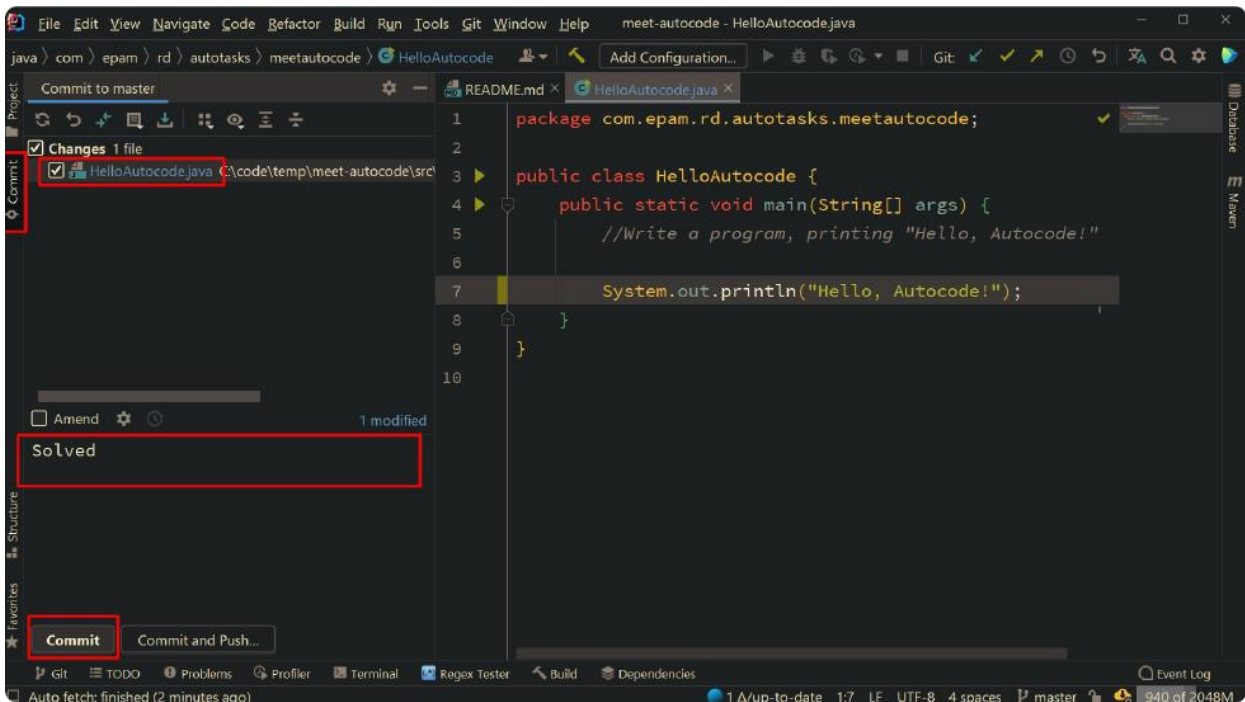 File Edit View Navigate Code Refactor Build Run Tools Git Window Help meet-autocode - HelloAutocode.java
java com epam rd autotasks meetautocode HelloAutocode Add Configuration... Git:
Commit to master
README.md HelloAutocode.java
Project
Commit
Structure
Favorites
Changes 1 file
HelloAutocode.java C:\code\temp\meet-autocode\src\
1 package com.epam.rd.autotasks.meetautocode;
2
3 public class HelloAutocode {
4 public static void main(String[] args) {
5 //Write a program, printing "Hello, Autocode!"
6
7 System.out.println("Hello, Autocode!");
8 }
9 }
10
Database
Maven
Amend 1 modified
Solved
Commit Commit and Push...
Git TODO Problems Profiler Terminal Regex Tester Build Dependencies Event Log
Auto fetch: finished (2 minutes ago) 1 Δ/up-to-date 1:7 LF UTF-8 4 spaces master 940 of 2048M